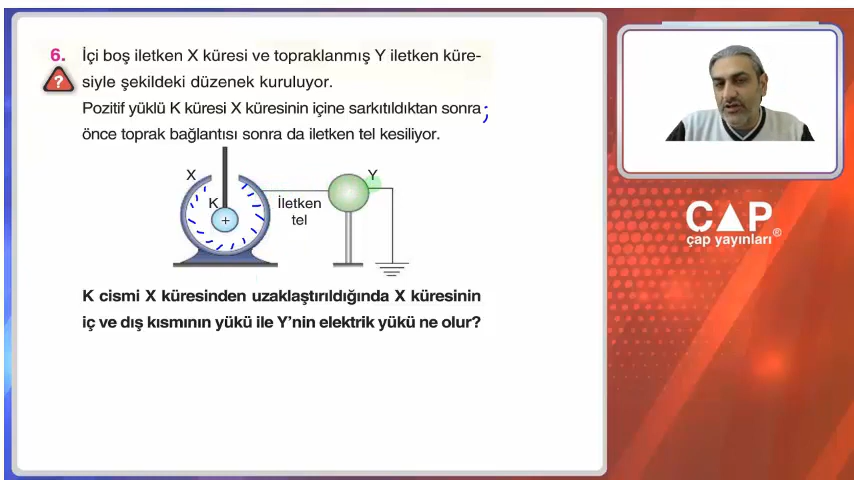 6. İçi boş iletken X küresi ve topraklanmış Y iletken küre-
? siyle şekildeki düzenek kuruluyor.
Pozitif yüklü K küresi X küresinin içine sarkıtıldıktan sonra ;
önce toprak bağlantısı sonra da iletken tel kesiliyor.
X
Y
K
İletken
tel
+
K cismi X küresinden uzaklaştırıldığında X küresinin
iç ve dış kısmının yükü ile Y'nin elektrik yükü ne olur?
ÇAP
çap yayınları®